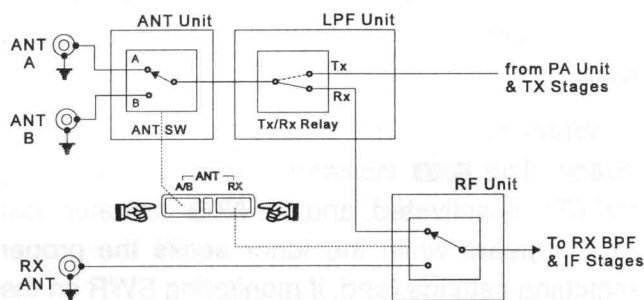 ANT Unit
LPF Unit
ANT
A
A
Tx
from PA Unit
& TX Stages
B
Rx
ANT
B
ANT SW
Tx/Rx Relay
ANT
A/B
RX
RF Unit
To RX BPF
& IF Stages
RX
ANT